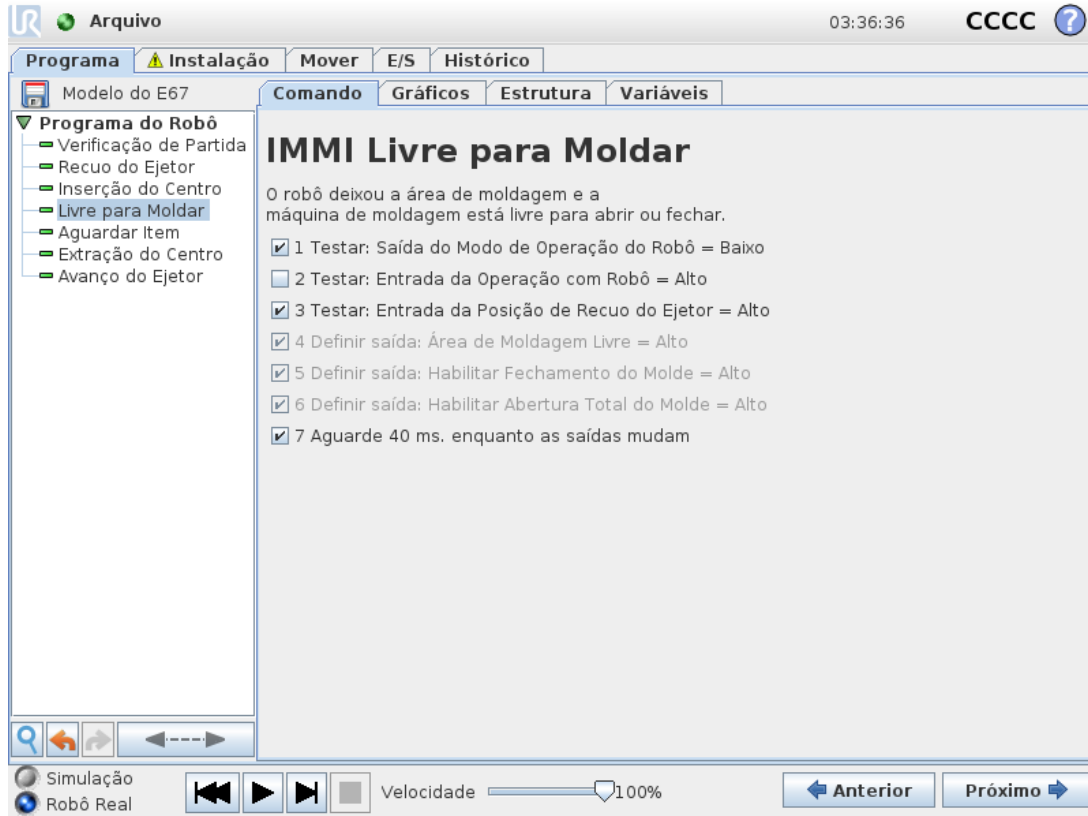 UR Arquivo 03:36:36 CCCC ?
Programa Instalação Mover E/S Histórico
Modelo do E67
Comando Gráficos Estrutura Variáveis
Programa do Robô
Verificação de Partida
Recuo do Ejetor
Inserção do Centro
Livre para Moldar
Aguardar Item
Extração do Centro
Avanço do Ejetor
IMMI Livre para Moldar
O robô deixou a área de moldagem e a
máquina de moldagem está livre para abrir ou fechar.
1 Testar: Saída do Modo de Operação do Robô = Baixo
2 Testar: Entrada da Operação com Robô = Alto
3 Testar: Entrada da Posição de Recuo do Ejetor = Alto
4 Definir saída: Área de Moldagem Livre = Alto
5 Definir saída: Habilitar Fechamento do Molde = Alto
6 Definir saída: Habilitar Abertura Total do Molde = Alto
7 Aguarde 40 ms. enquanto as saídas mudam
Simulação
Robô Real
Velocidade 100%
Anterior Próximo